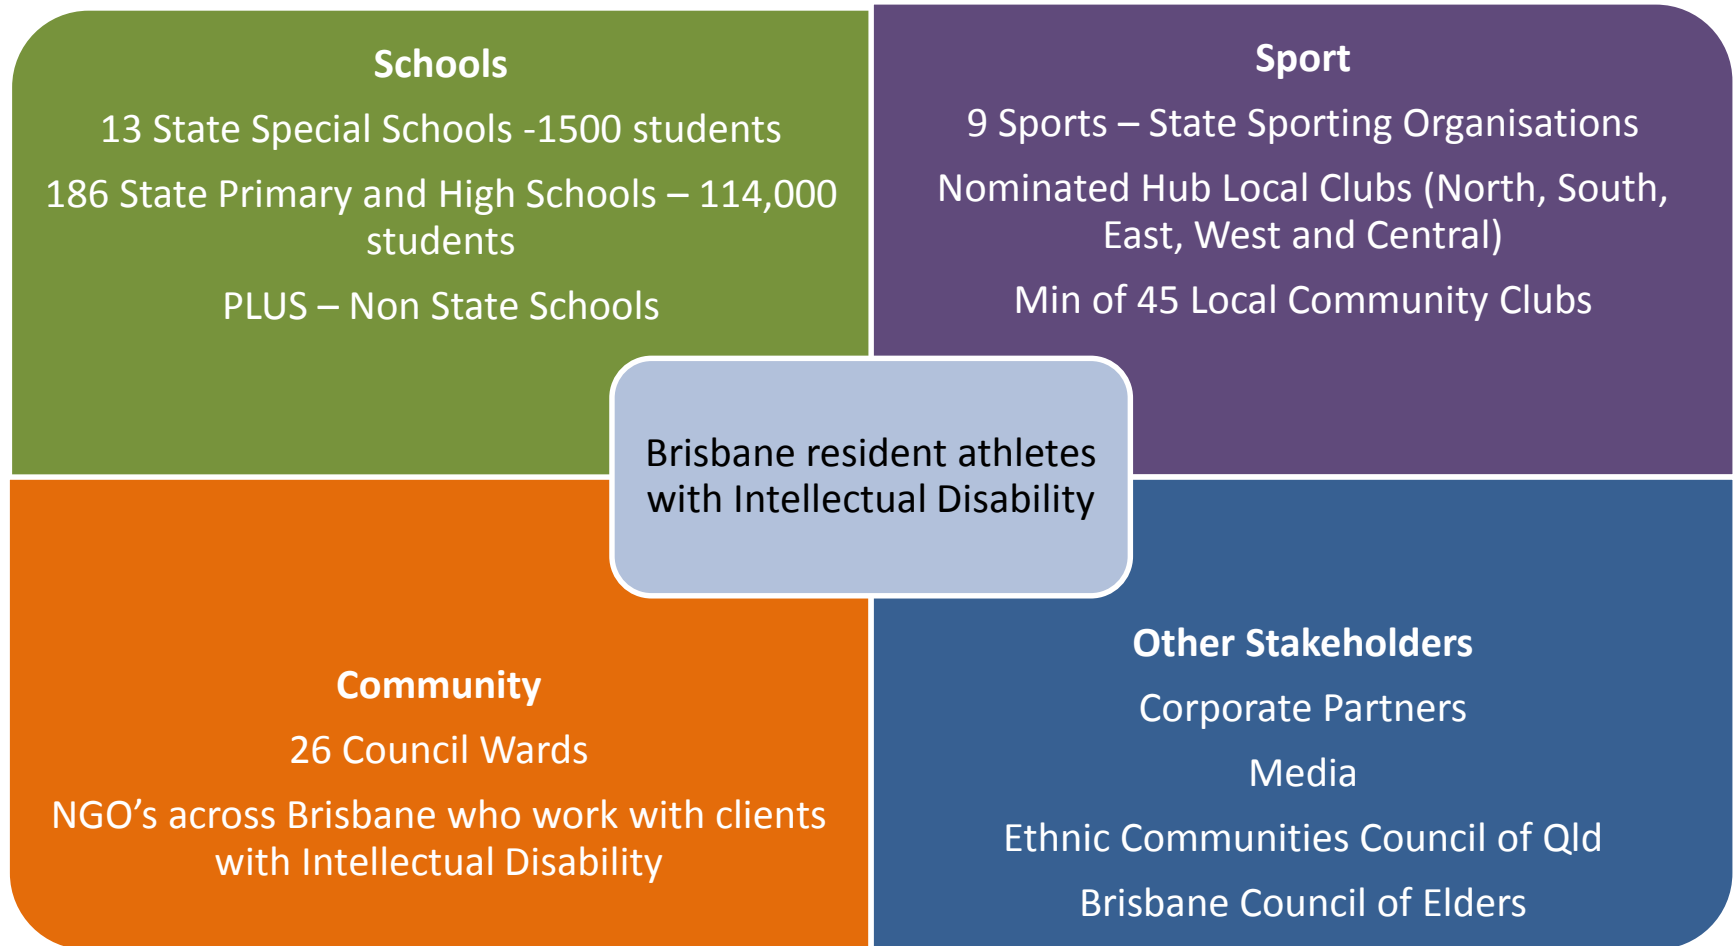 Schools
13 State Special Schools -1500 students
186 State Primary and High Schools – 114,000
students
PLUS – Non State Schools
Sport
9 Sports – State Sporting Organisations
Nominated Hub Local Clubs (North, South,
East, West and Central)
Min of 45 Local Community Clubs
Brisbane resident athletes
with Intellectual Disability
Community
26 Council Wards
NGO’s across Brisbane who work with clients
with Intellectual Disability
Other Stakeholders
Corporate Partners
Media
Ethnic Communities Council of Qld
Brisbane Council of Elders